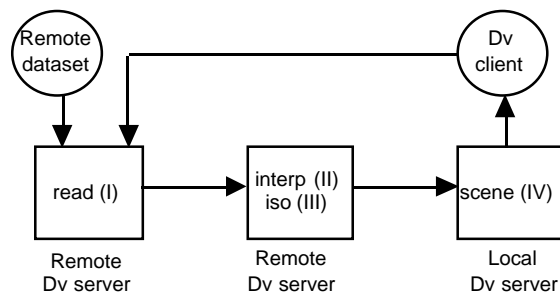 Remote
dataset
Dv
client
read (I)
interp (II)
iso (III)
scene (IV)
Remote
Dv server
Remote
Dv server
Local
Dv server